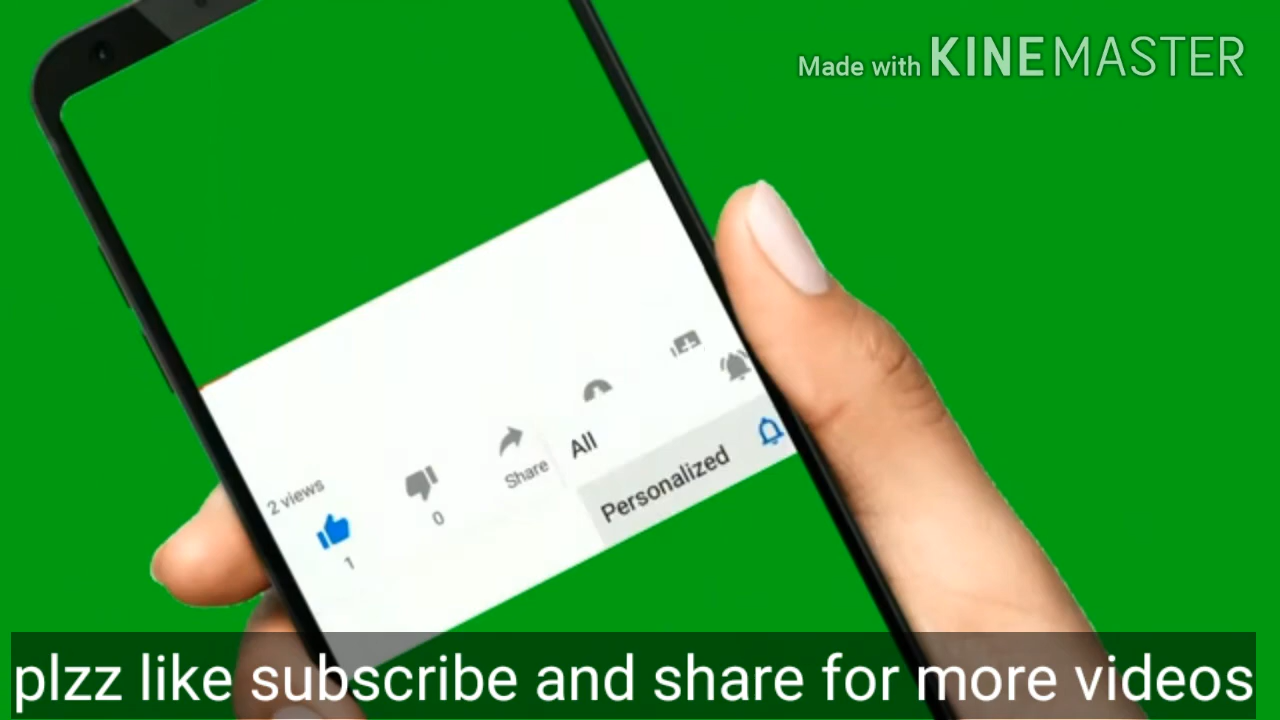 Made with KINEMASTER
2 views
1
0
Share
All
Personalized
plzz like subscribe and share for more videos